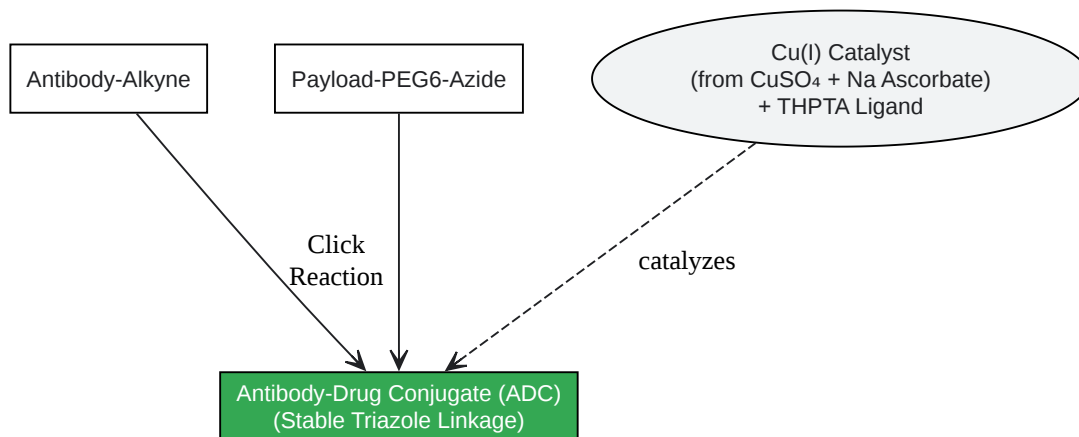 Antibody-Alkyne
Payload-PEG6-Azide
Cu(I) Catalyst
(from CuSO₄ + Na Ascorbate)
+ THPTA Ligand
Click
Reaction
catalyzes
Antibody-Drug Conjugate (ADC)
(Stable Triazole Linkage)